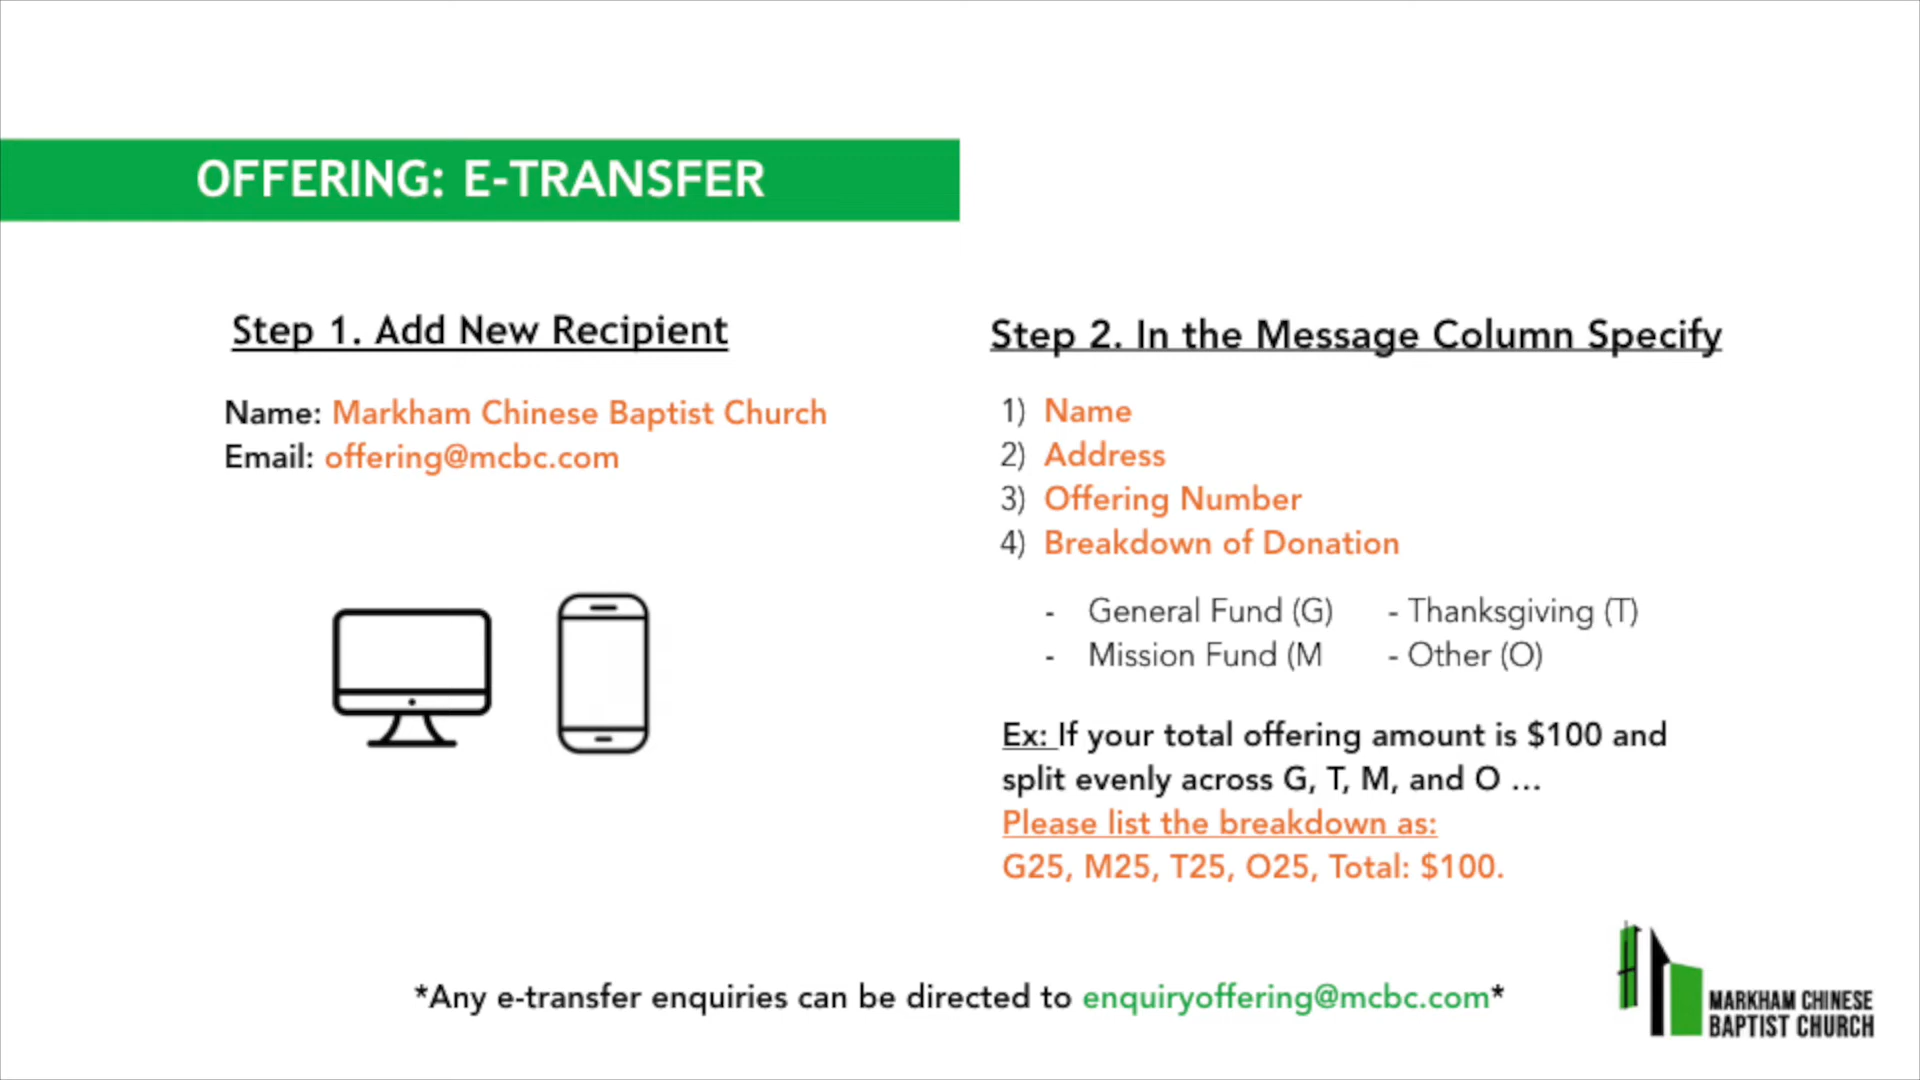 OFFERING: E-TRANSFER
Step 1. Add New Recipient
Name: Markham Chinese Baptist Church
Email: offering@mcbc.com
Step 2. In the Message Column Specify
1) Name
2) Address
3) Offering Number
4) Breakdown of Donation
- General Fund (G) - Thanksgiving (T)
- Mission Fund (M - Other (O)
Ex: If your total offering amount is $100 and
split evenly across G, T, M, and O ...
Please list the breakdown as:
G25, M25, T25, O25, Total: $100.
*Any e-transfer enquiries can be directed to enquiryoffering@mcbc.com*
MARKHAM CHINESE
BAPTIST CHURCH